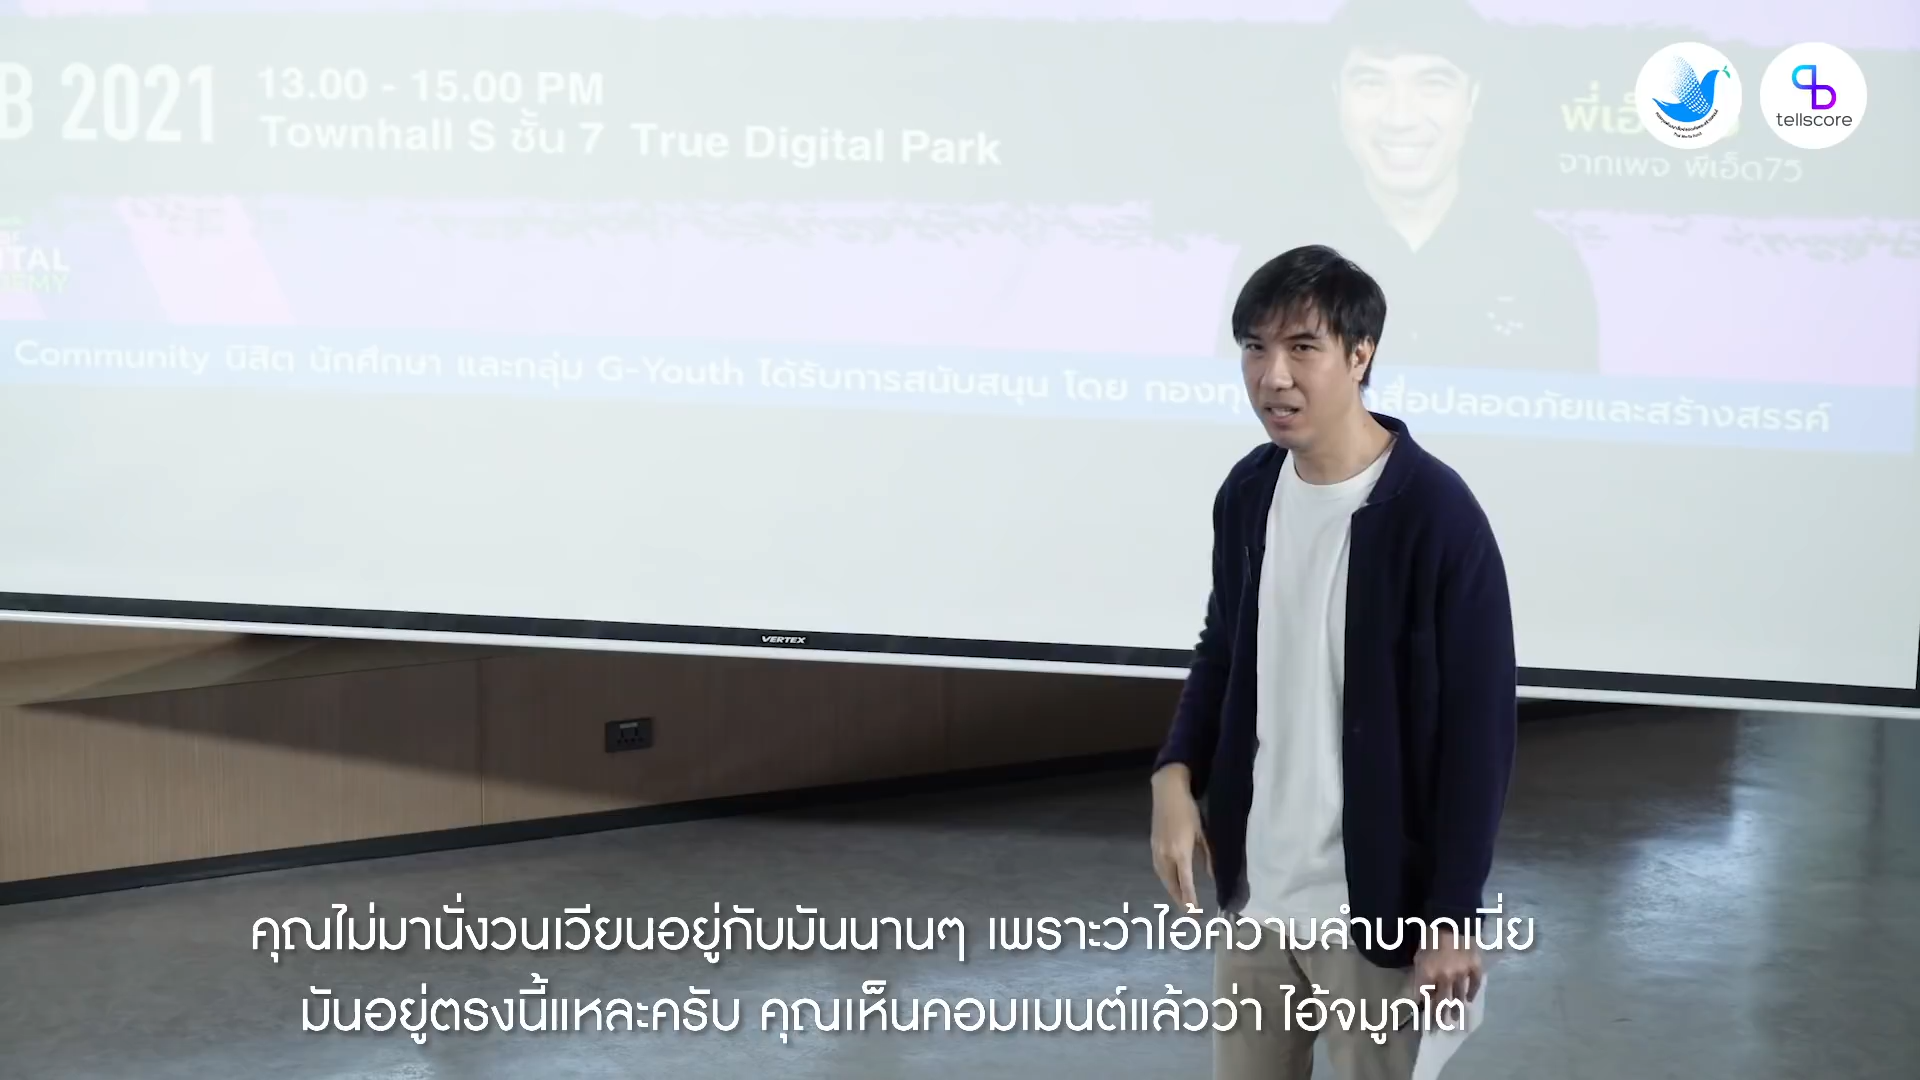 B 2021
13.00 - 15.00 PM
Townhall S ชั้น 7 True Digital Park
จากเพจ พี่เอ็ด75
tellscore
Community นิสิต นักศึกษา และกลุ่ม G-Youth ได้รับการสนับสนุน โดย
สื่อปลอดภัยและสร้างสรรค์
VERTEX
คุณไม่มานั่งวนเวียนอยู่กับมันนานๆ เพราะว่าไอ้ความลำบากเนี่ย
มันอยู่ตรงนี้แหละครับ คุณเห็นคอมเมนต์แล้วว่า ไอ้จมูกโต